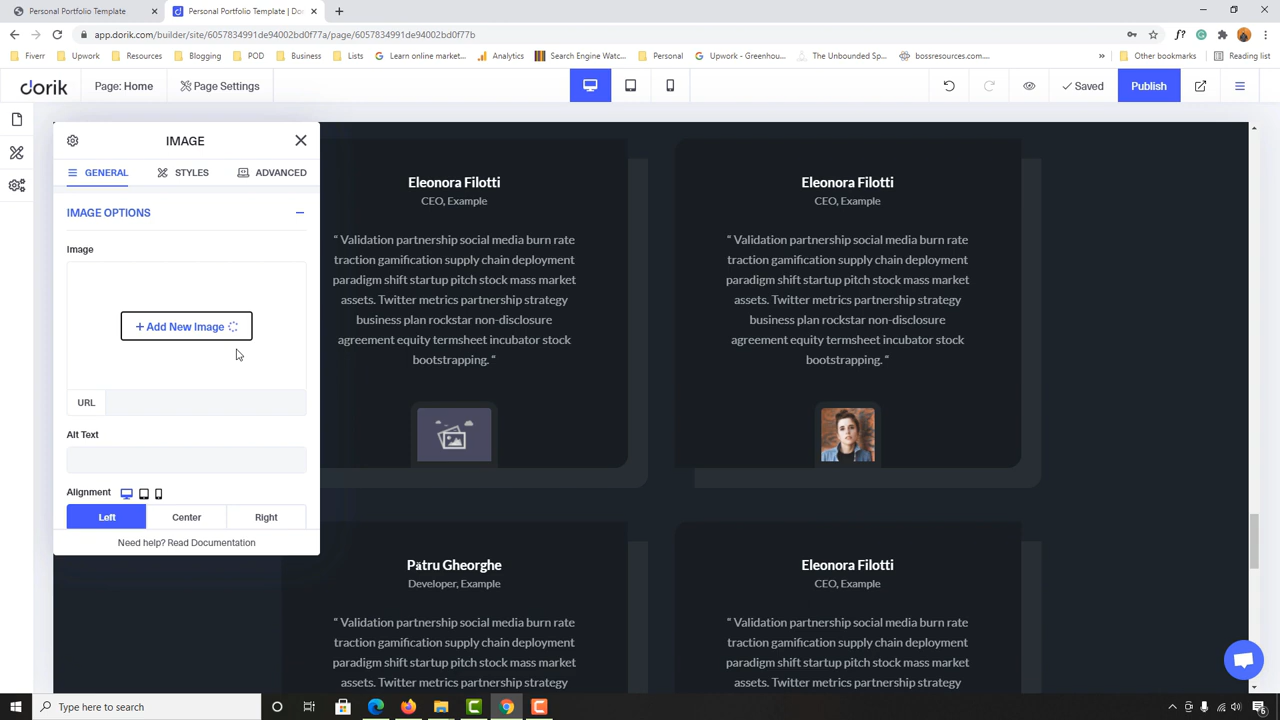 Personal Portfolio Template
Personal Portfolio Template | Do
app.dorik.com/builder/site/6057834991de94002bd0f77a/page/6057834991de94002bd0f77c
Fiverr
Upwork
Resources
Blogging
POD
Business
Lists
Learn online market...
Analytics
Search Engine Watc...
Personal
Upwork - Greenhou...
The Unbounded Sp...
bossresources.com...
Other bookmarks
Reading list
dorik
Page: Home
Page Settings
Saved
Publish
IMAGE
GENERAL
STYLES
ADVANCED
IMAGE OPTIONS
Image
+ Add New Image
URL
Alt Text
Alignment
Left
Center
Right
Need help? Read Documentation
Eleonora Filotti
CEO, Example
“ Validation partnership social media burn rate
traction gamification supply chain deployment
paradigm shift startup pitch stock mass market
assets. Twitter metrics partnership strategy
business plan rockstar non-disclosure
agreement equity termsheet incubator stock
bootstrapping. “
Eleonora Filotti
CEO, Example
“ Validation partnership social media burn rate
traction gamification supply chain deployment
paradigm shift startup pitch stock mass market
assets. Twitter metrics partnership strategy
business plan rockstar non-disclosure
agreement equity termsheet incubator stock
bootstrapping. “
Pătru Gheorghe
Developer, Example
“ Validation partnership social media burn rate
traction gamification supply chain deployment
paradigm shift startup pitch stock mass market
assets. Twitter metrics partnership strategy
Eleonora Filotti
CEO, Example
“ Validation partnership social media burn rate
traction gamification supply chain deployment
paradigm shift startup pitch stock mass market
assets. Twitter metrics partnership strategy
Type here to search